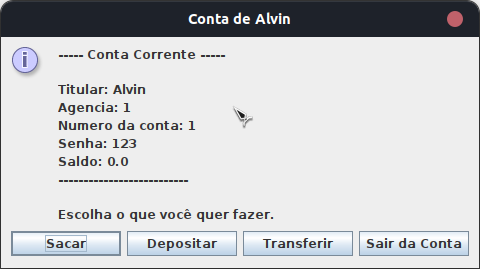 Conta de Alvin
----- Conta Corrente -----
Titular: Alvin
Agencia: 1
Numero da conta: 1
Senha: 123
Saldo: 0.0
--------------------------
Escolha o que você quer fazer.
Sacar Depositar Transferir Sair da Conta